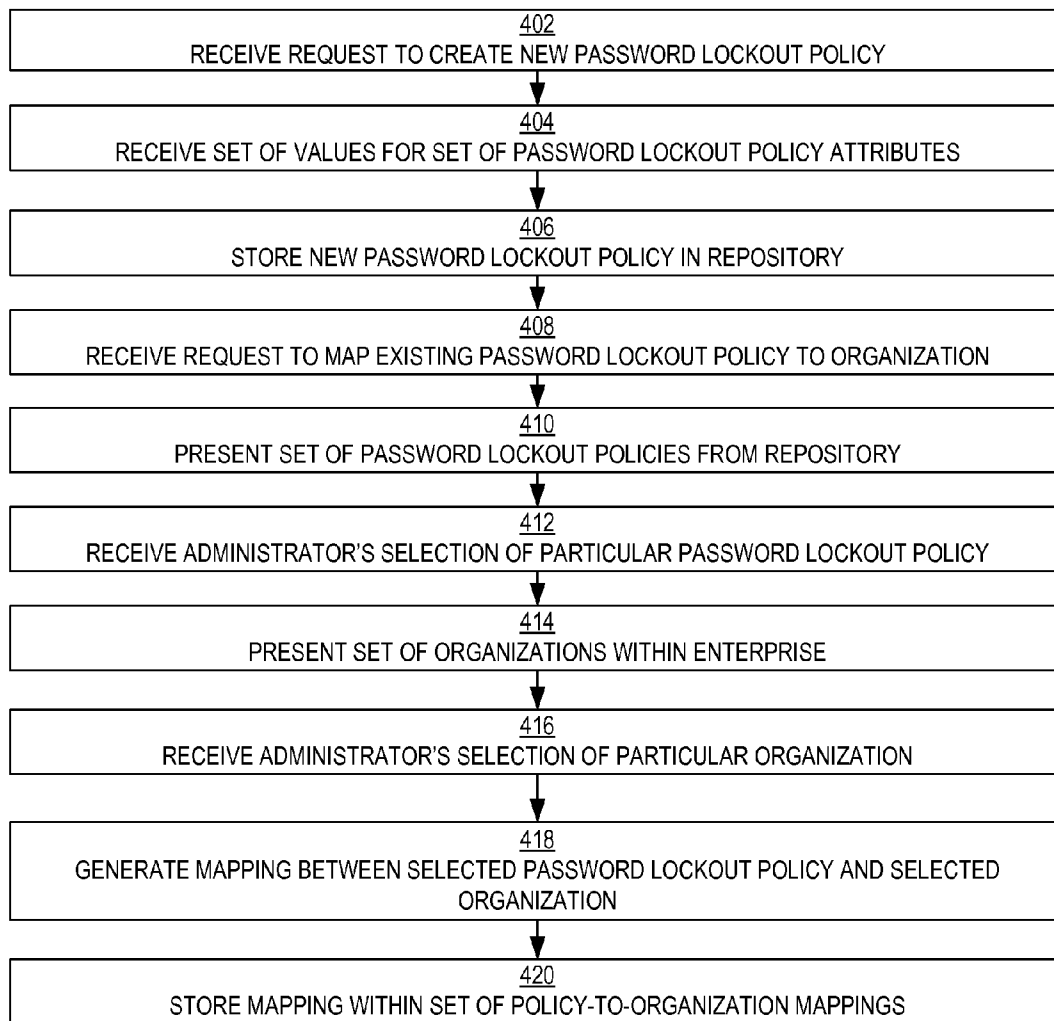 402
RECEIVE REQUEST TO CREATE NEW PASSWORD LOCKOUT POLICY
404
RECEIVE SET OF VALUES FOR SET OF PASSWORD LOCKOUT POLICY ATTRIBUTES
406
STORE NEW PASSWORD LOCKOUT POLICY IN REPOSITORY
408
RECEIVE REQUEST TO MAP EXISTING PASSWORD LOCKOUT POLICY TO ORGANIZATION
410
PRESENT SET OF PASSWORD LOCKOUT POLICIES FROM REPOSITORY
412
RECEIVE ADMINISTRATOR'S SELECTION OF PARTICULAR PASSWORD LOCKOUT POLICY
414
PRESENT SET OF ORGANIZATIONS WITHIN ENTERPRISE
416
RECEIVE ADMINISTRATOR'S SELECTION OF PARTICULAR ORGANIZATION
418
GENERATE MAPPING BETWEEN SELECTED PASSWORD LOCKOUT POLICY AND SELECTED
ORGANIZATION
420
STORE MAPPING WITHIN SET OF POLICY-TO-ORGANIZATION MAPPINGS